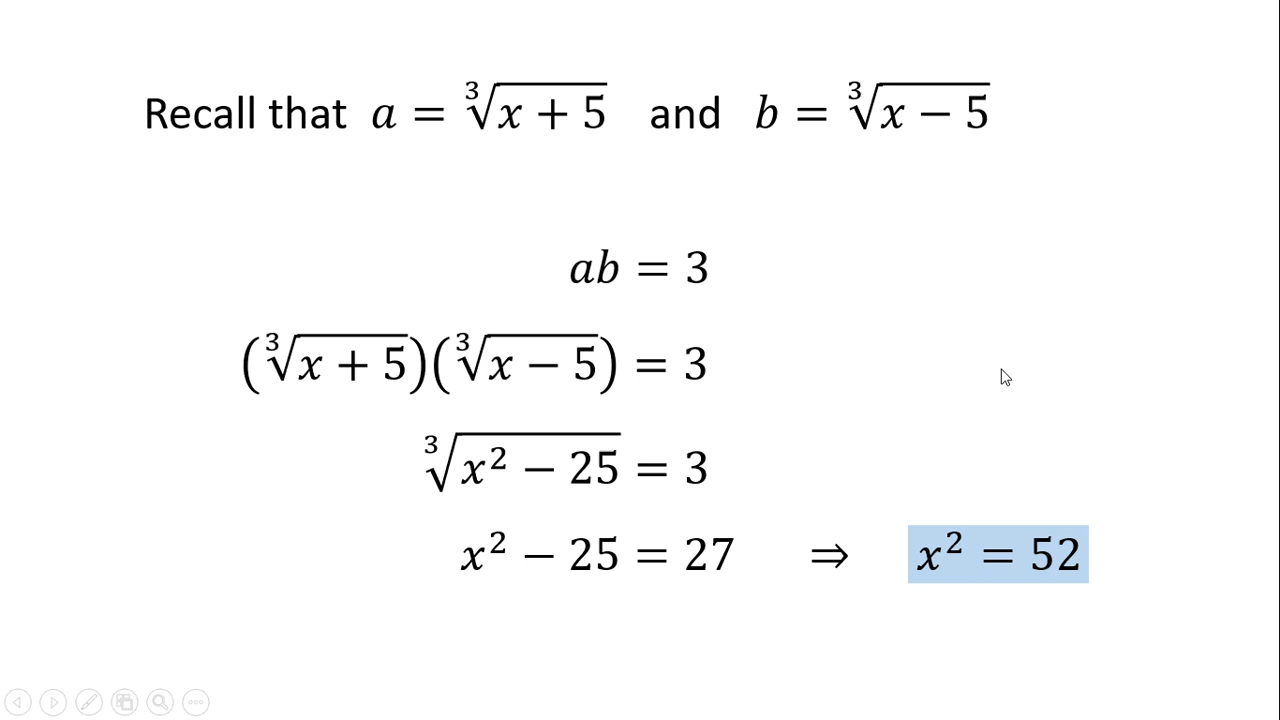 Recall that a = ∛(x + 5) and b = ∛(x − 5)
ab = 3
(∛(x + 5))(∛(x − 5)) = 3
∛(x² − 25) = 3
x² − 25 = 27 ⇒ x² = 52